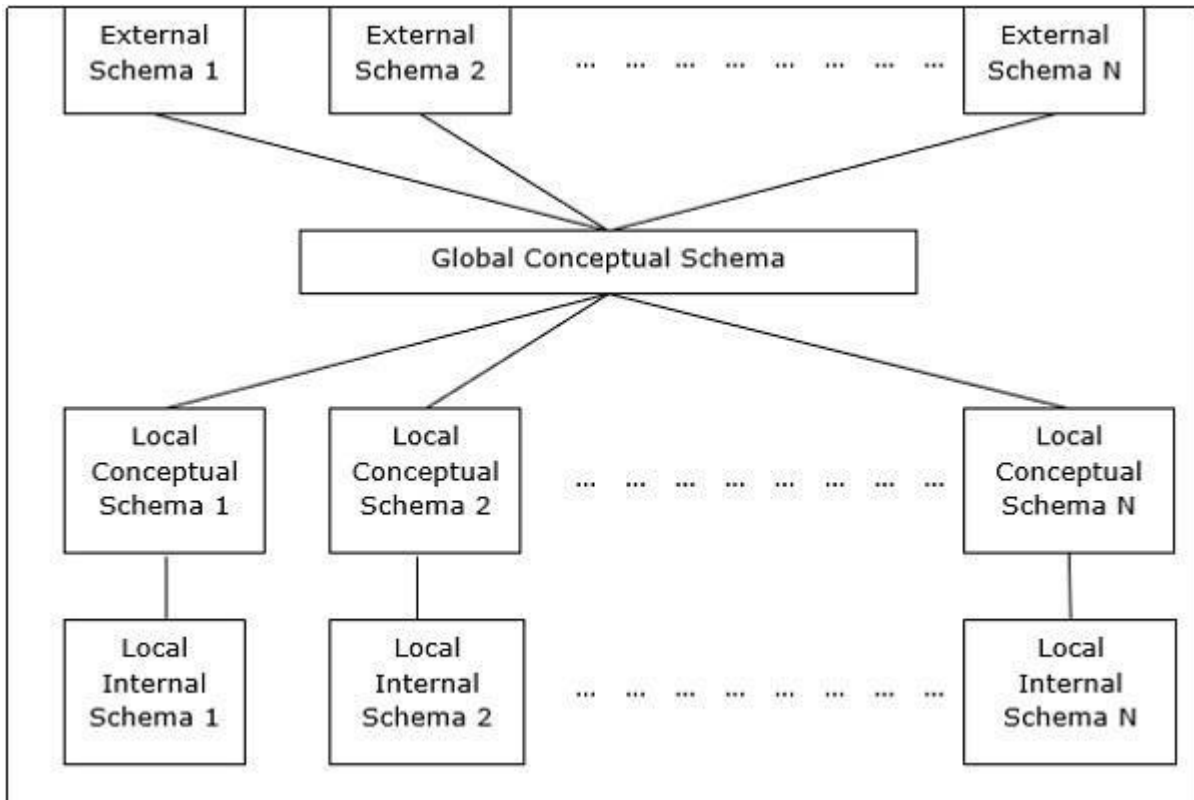 External
Schema 1
External
Schema 2
... ... ... ... ... ... ... ...
External
Schema N
Global Conceptual Schema
Local
Conceptual
Schema 1
Local
Conceptual
Schema 2
... ... ... ... ... ... ... ...
Local
Conceptual
Schema N
Local
Internal
Schema 1
Local
Internal
Schema 2
... ... ... ... ... ... ... ...
Local
Internal
Schema N